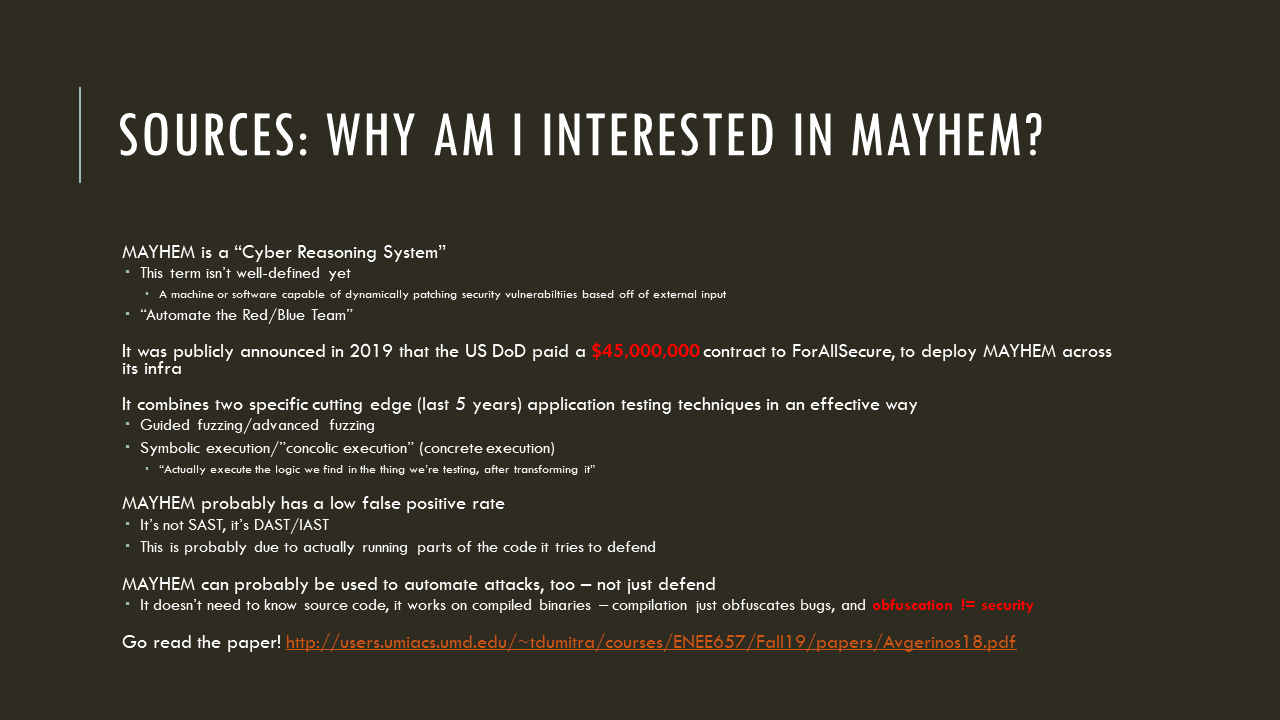 SOURCES: WHY AM I INTERESTED IN MAYHEM?
MAYHEM is a “Cyber Reasoning System”
▪ This term isn’t well-defined yet
▪ A machine or software capable of dynamically patching security vulnerabiltiies based off of external input
▪ “Automate the Red/Blue Team”
It was publicly announced in 2019 that the US DoD paid a $45,000,000 contract to ForAllSecure, to deploy MAYHEM across
its infra
It combines two specific cutting edge (last 5 years) application testing techniques in an effective way
▪ Guided fuzzing/advanced fuzzing
▪ Symbolic execution/”concolic execution” (concrete execution)
▪ “Actually execute the logic we find in the thing we’re testing, after transforming it”
MAYHEM probably has a low false positive rate
▪ It’s not SAST, it’s DAST/IAST
▪ This is probably due to actually running parts of the code it tries to defend
MAYHEM can probably be used to automate attacks, too – not just defend
▪ It doesn’t need to know source code, it works on compiled binaries – compilation just obfuscates bugs, and obfuscation != security
Go read the paper! http://users.umiacs.umd.edu/~tdumitra/courses/ENEE657/Fall19/papers/Avgerinos18.pdf